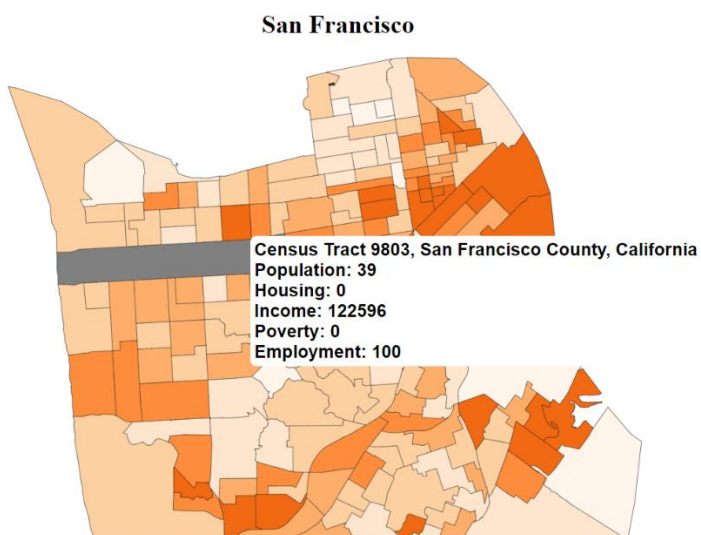 San Francisco
Census Tract 9803, San Francisco County, California
Population: 39
Housing: 0
Income: 122596
Poverty: 0
Employment: 100